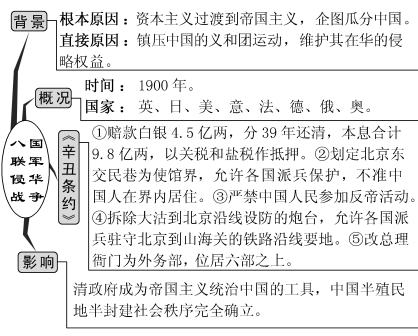 背景
根本原因：资本主义过渡到帝国主义，企图瓜分中国。
直接原因：镇压中国的义和团运动，维护其在华的侵
略权益。
概况
时间：1900年。
国家：英、日、美、意、法、德、俄、奥。
八国联军侵华战争
《辛丑条约》
①赔款白银4.5亿两，分39年还清，本息合计
9.8亿两，以关税和盐税作抵押。②划定北京东
交民巷为使馆界，允许各国派兵保护，不准中
国人在界内居住。③严禁中国人民参加反帝活动。
④拆除大沽到北京沿线设防的炮台，允许各国派
兵驻守北京到山海关的铁路沿线要地。⑤改总理
衙门为外务部，位居六部之上。
影响
清政府成为帝国主义统治中国的工具，中国半殖民
地半封建社会秩序完全确立。